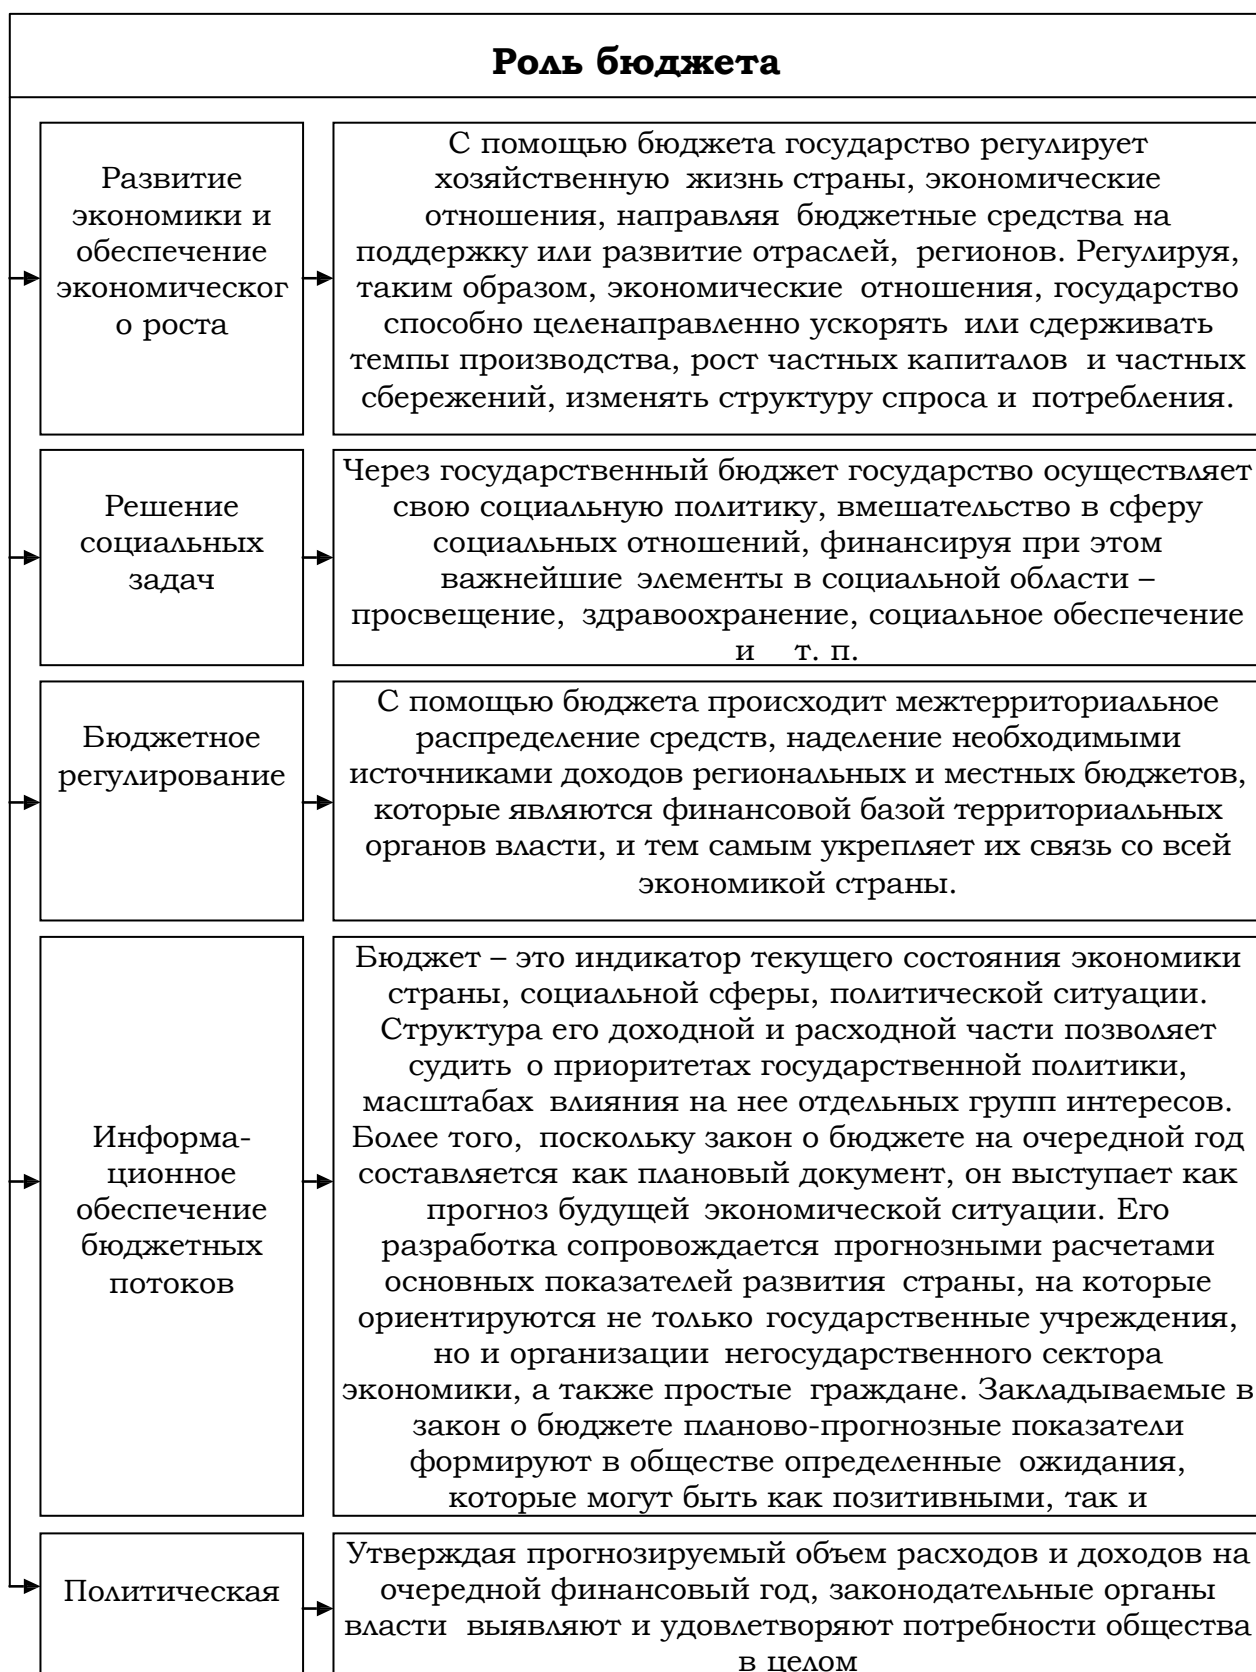 Роль бюджета
Развитие
экономики и
обеспечение
экономическог
о роста
С помощью бюджета государство регулирует
хозяйственную жизнь страны, экономические
отношения, направляя бюджетные средства на
поддержку или развитие отраслей, регионов. Регулируя,
таким образом, экономические отношения, государство
способно целенаправленно ускорять или сдерживать
темпы производства, рост частных капиталов и частных
сбережений, изменять структуру спроса и потребления.
Решение
социальных
задач
Через государственный бюджет государство осуществляет
свою социальную политику, вмешательство в сферу
социальных отношений, финансируя при этом
важнейшие элементы в социальной области –
просвещение, здравоохранение, социальное обеспечение
и т. п.
Бюджетное
регулирование
С помощью бюджета происходит межтерриториальное
распределение средств, наделение необходимыми
источниками доходов региональных и местных бюджетов,
которые являются финансовой базой территориальных
органов власти, и тем самым укрепляет их связь со всей
экономикой страны.
Информа-
ционное
обеспечение
бюджетных
потоков
Бюджет – это индикатор текущего состояния экономики
страны, социальной сферы, политической ситуации.
Структура его доходной и расходной части позволяет
судить о приоритетах государственной политики,
масштабах влияния на нее отдельных групп интересов.
Более того, поскольку закон о бюджете на очередной год
составляется как плановый документ, он выступает как
прогноз будущей экономической ситуации. Его
разработка сопровождается прогнозными расчетами
основных показателей развития страны, на которые
ориентируются не только государственные учреждения,
но и организации негосударственного сектора
экономики, а также простые граждане. Закладываемые в
закон о бюджете планово-прогнозные показатели
формируют в обществе определенные ожидания,
которые могут быть как позитивными, так и
Политическая
Утверждая прогнозируемый объем расходов и доходов на
очередной финансовый год, законодательные органы
власти выявляют и удовлетворяют потребности общества
в целом